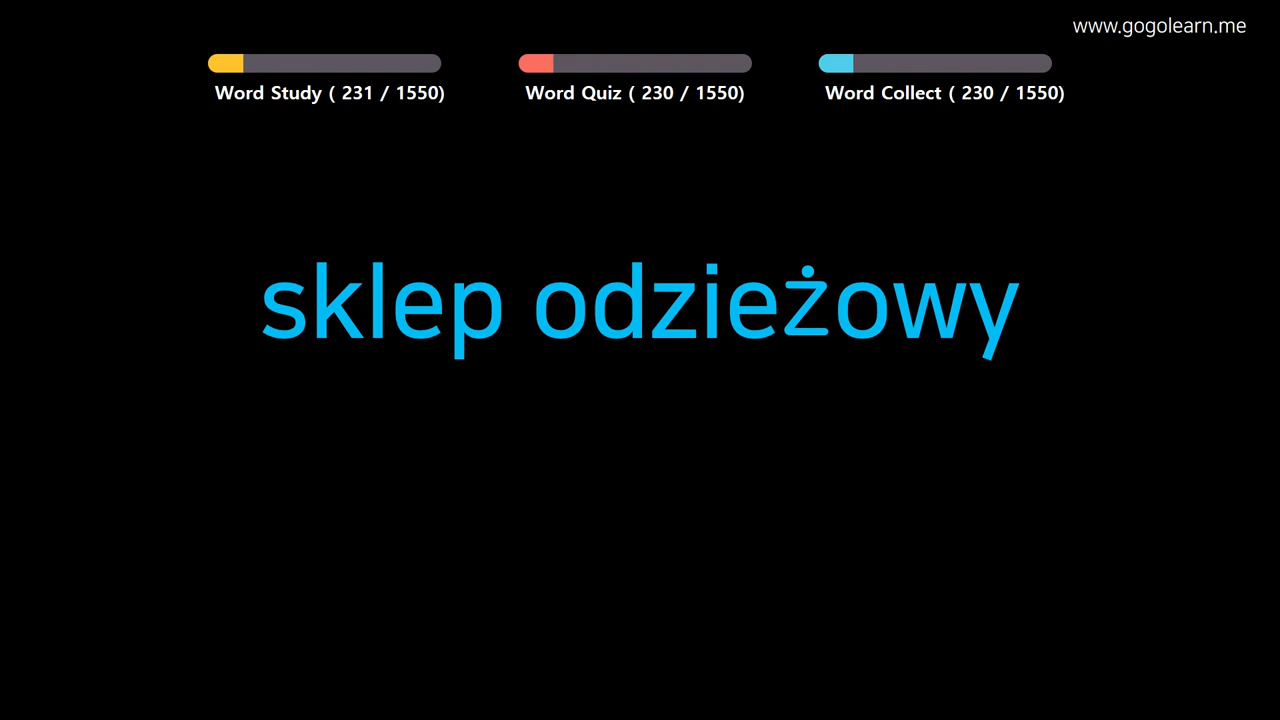 www.gogolearn.me
Word Study ( 231 / 1550)
Word Quiz ( 230 / 1550)
Word Collect ( 230 / 1550)
sklep odzieżowy